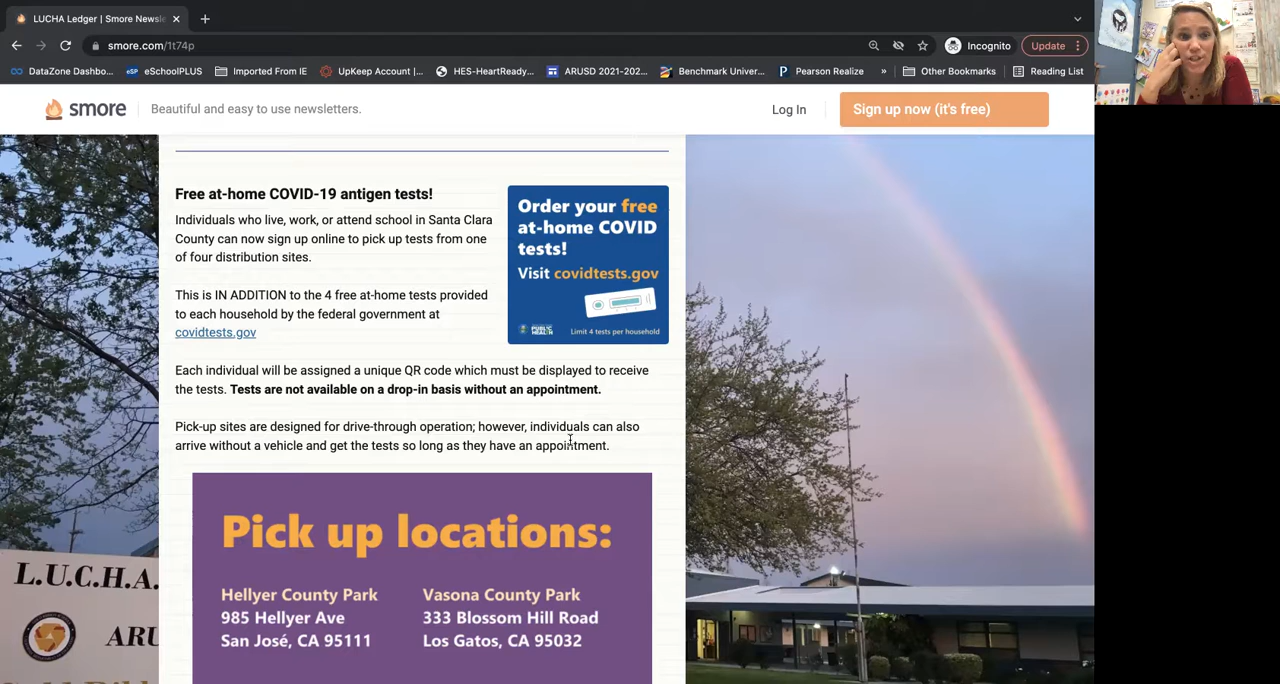 LUCHA Ledger | Smore Newsle
smore.com/1t74p
Incognito
Update
DataZone Dashbo...
eSP eSchoolPLUS
Imported From IE
UpKeep Account |...
HES-HeartReady...
ARUSD 2021-202...
Benchmark Univer...
P Pearson Realize
»
Other Bookmarks
Reading List
smore
Beautiful and easy to use newsletters.
Log In
Sign up now (it's free)
Free at-home COVID-19 antigen tests!
Individuals who live, work, or attend school in Santa Clara
County can now sign up online to pick up tests from one
of four distribution sites.
This is IN ADDITION to the 4 free at-home tests provided
to each household by the federal government at
covidtests.gov
Order your free
at-home COVID
tests!
Visit covidtests.gov
PUBLIC
HEALTH
Limit 4 tests per household
Each individual will be assigned a unique QR code which must be displayed to receive
the tests. Tests are not available on a drop-in basis without an appointment.
Pick-up sites are designed for drive-through operation; however, individuals can also
arrive without a vehicle and get the tests so long as they have an appointment.
Pick up locations:
Hellyer County Park
985 Hellyer Ave
San José, CA 95111
Vasona County Park
333 Blossom Hill Road
Los Gatos, CA 95032
L.U.C.H.A.
ARU